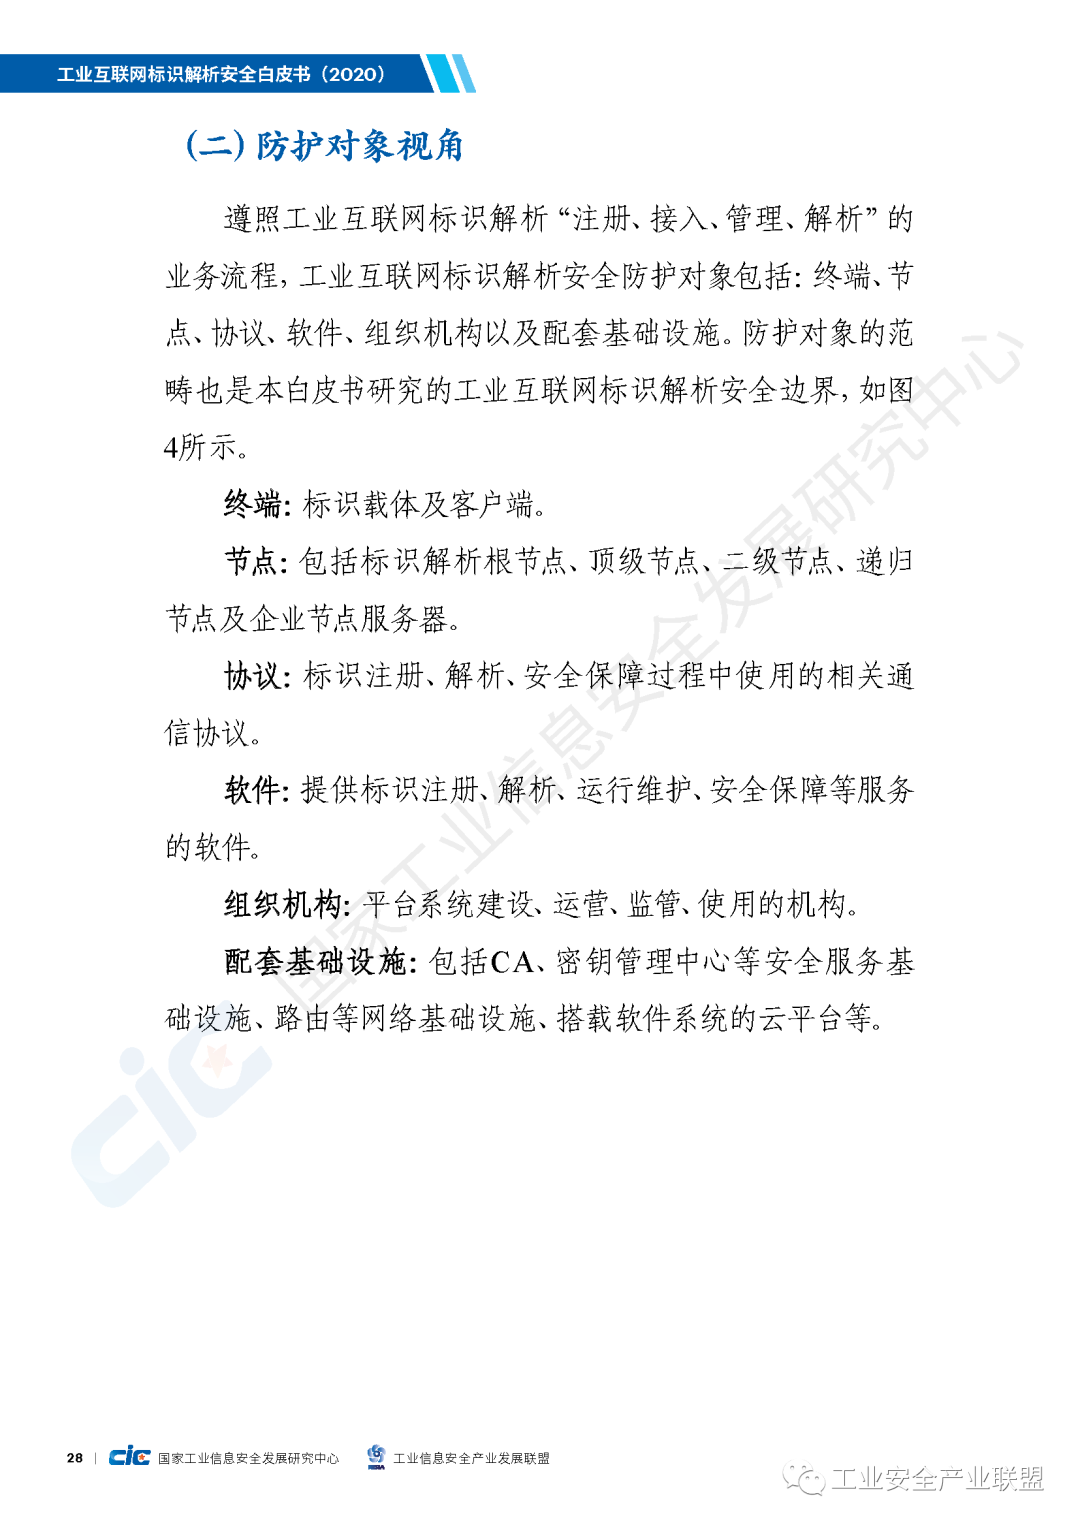 工业互联网标识解析安全白皮书（2020）
（二）防护对象视角
遵照工业互联网标识解析“注册、接入、管理、解析”的
业务流程，工业互联网标识解析安全防护对象包括：终端、节
点、协议、软件、组织机构以及配套基础设施。防护对象的范
畴也是本白皮书研究的工业互联网标识解析安全边界，如图
4所示。
终端：标识载体及客户端。
节点：包括标识解析根节点、顶级节点、二级节点、递归
节点及企业节点服务器。
协议：标识注册、解析、安全保障过程中使用的相关通
信协议。
软件：提供标识注册、解析、运行维护、安全保障等服务
的软件。
组织机构：平台系统建设、运营、监管、使用的机构。
配套基础设施：包括CA、密钥管理中心等安全服务基
础设施、路由等网络基础设施、搭载软件系统的云平台等。
国家工业信息安全发展研究中心
cic
28 | cic 国家工业信息安全发展研究中心 工业信息安全产业发展联盟
工业安全产业联盟